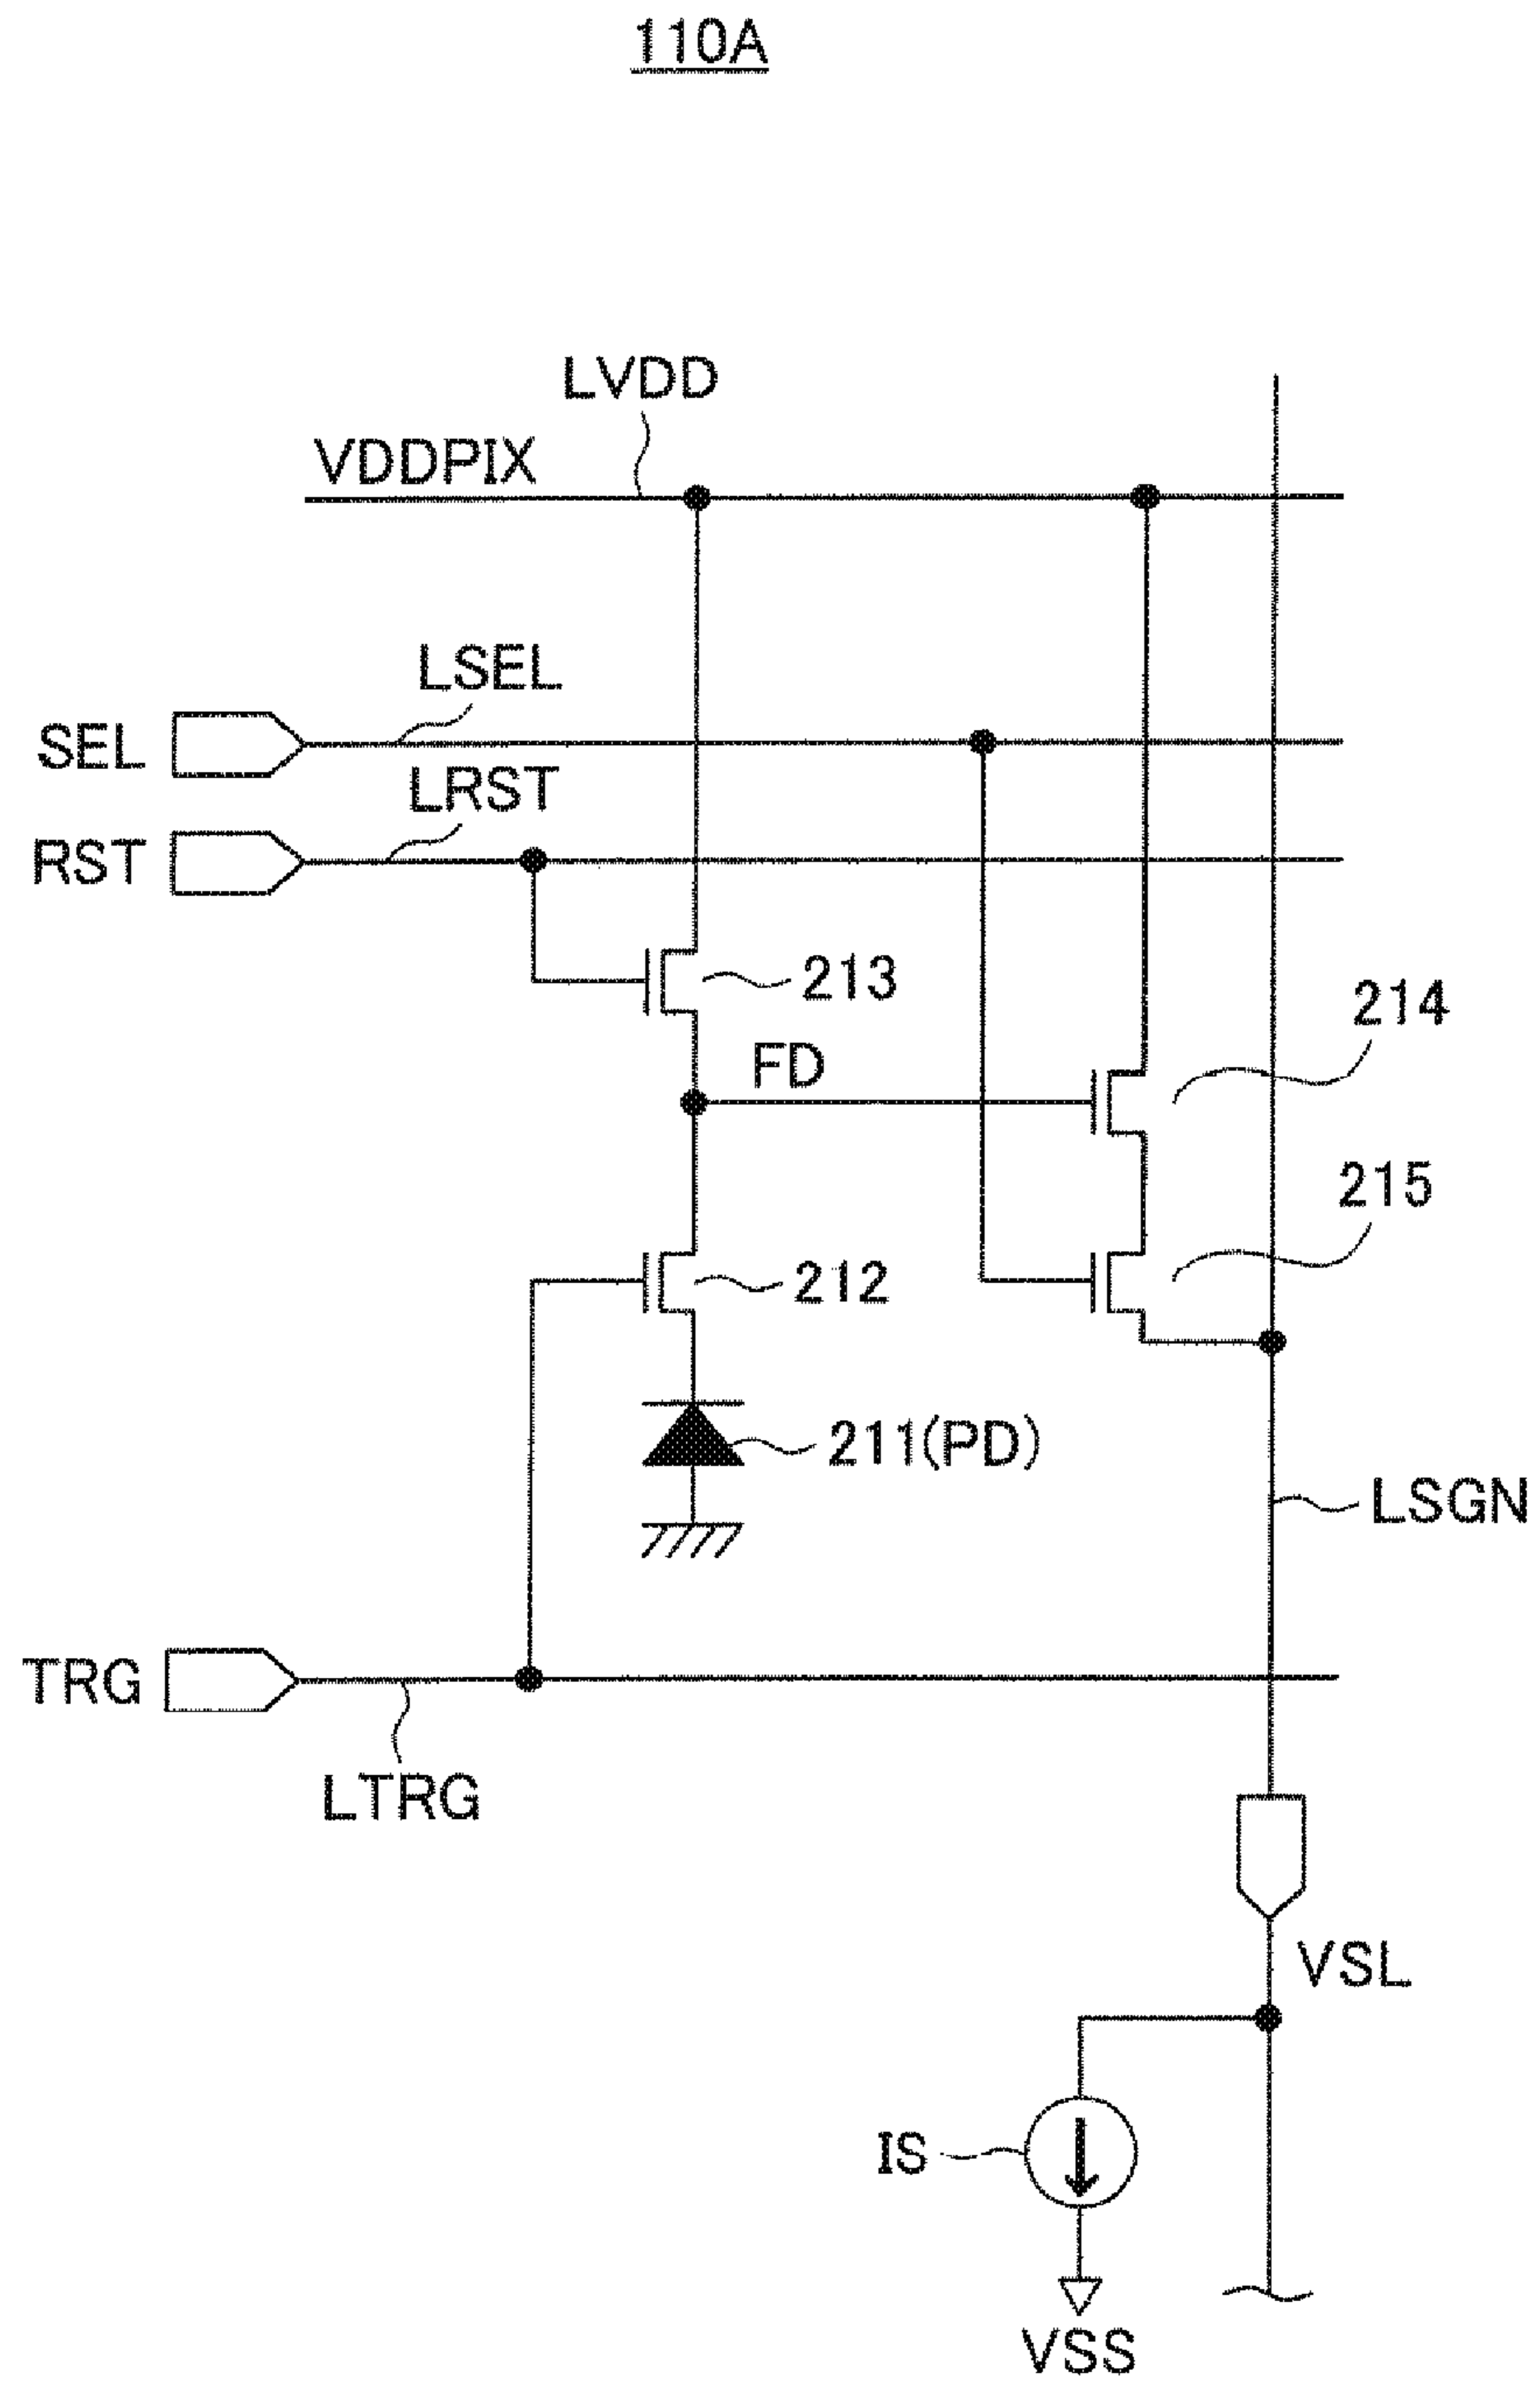 110A
LVDD
VDDPIX
LSEL
SEL
LRST
RST
213
214
FD
215
212
211(PD)
LSGN
TRG
LTRG
VSL
IS
VSS